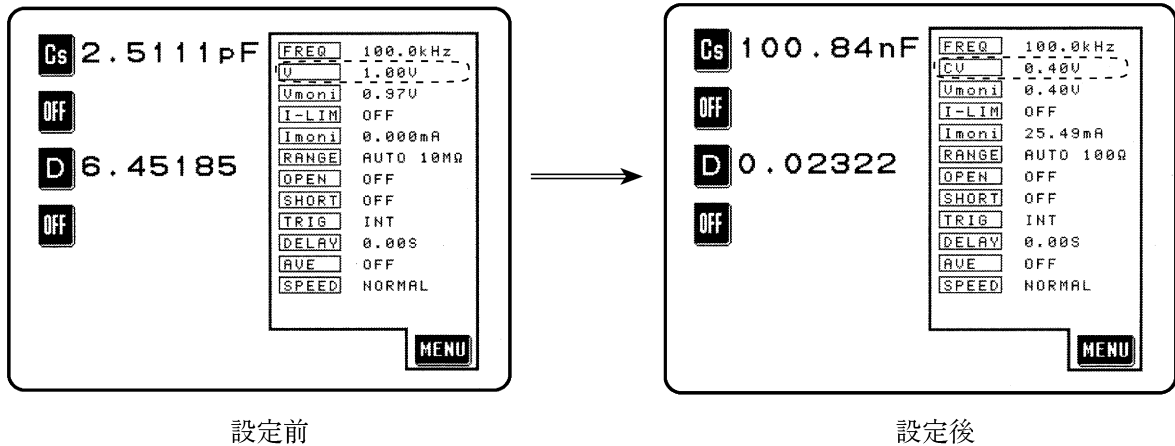 Cs 2.5111pF
OFF
D 6.45185
OFF
FREQ 100.0kHz
V 1.00V
Vmoni 0.97V
I-LIM OFF
Imoni 0.000mA
RANGE AUTO 10MΩ
OPEN OFF
SHORT OFF
TRIG INT
DELAY 0.00S
AVE OFF
SPEED NORMAL
MENU
設定前
Cs 100.84nF
OFF
D 0.02322
OFF
FREQ 100.0kHz
CV 0.40V
Vmoni 0.40V
I-LIM OFF
Imoni 25.49mA
RANGE AUTO 100Ω
OPEN OFF
SHORT OFF
TRIG INT
DELAY 0.00S
AVE OFF
SPEED NORMAL
MENU
設定後